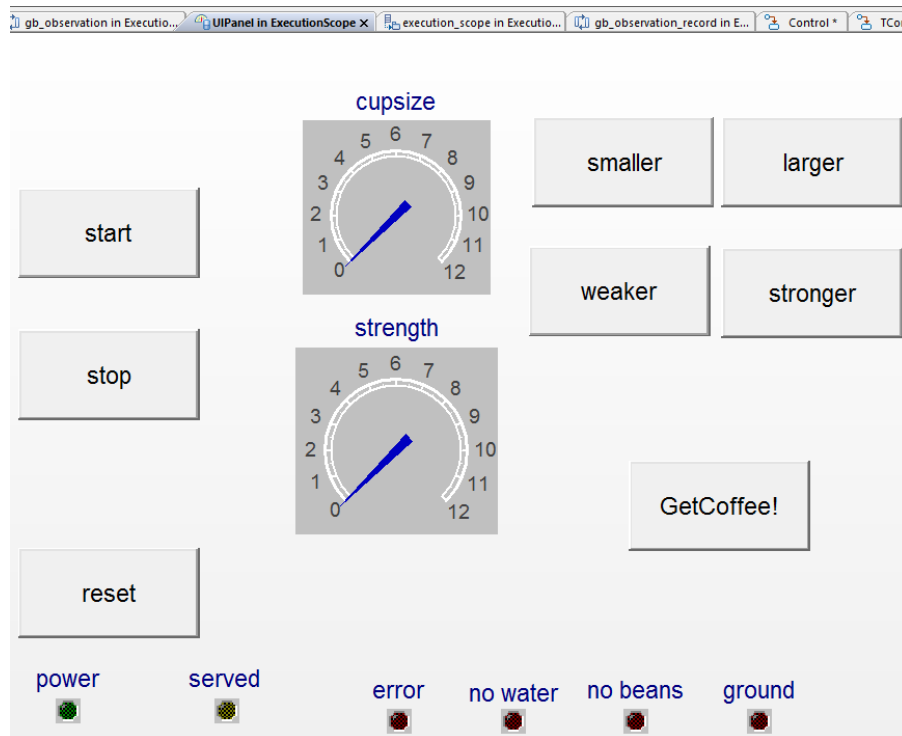 gb_observation in Executio...
UIPanel in ExecutionScope
execution_scope in Executio...
gb_observation_record in E...
Control *
TCo
cupsize
0 1 2 3 4 5 6 7 8 9 10 11 12
smaller
larger
start
weaker
stronger
strength
0 1 2 3 4 5 6 7 8 9 10 11 12
stop
GetCoffee!
reset
power
served
error
no water
no beans
ground